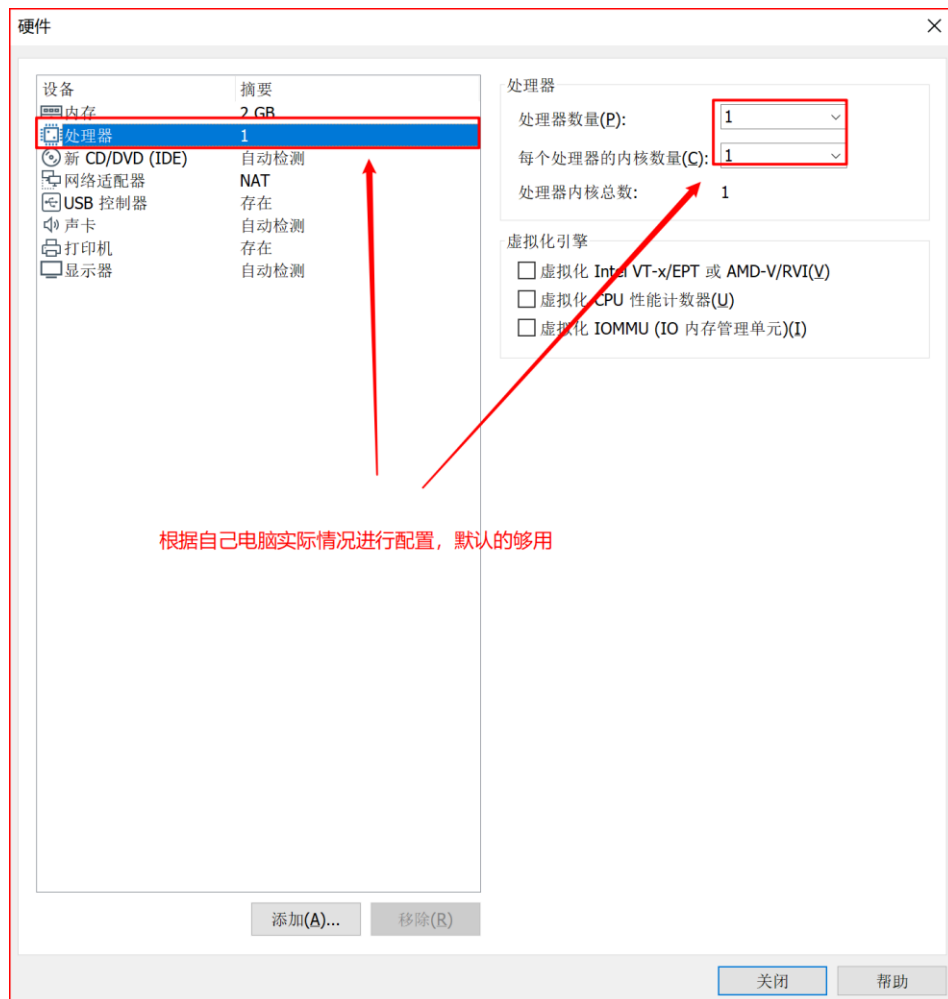 硬件
设备 摘要
内存 2 GB
处理器 1
新 CD/DVD (IDE) 自动检测
网络适配器 NAT
USB 控制器 存在
声卡 自动检测
打印机 存在
显示器 自动检测
处理器
处理器数量(P): 1
每个处理器的内核数量(C): 1
处理器内核总数: 1
虚拟化引擎
虚拟化 Intel VT-x/EPT 或 AMD-V/RVI(V)
虚拟化 CPU 性能计数器(U)
虚拟化 IOMMU (IO 内存管理单元)(I)
根据自己电脑实际情况进行配置，默认的够用
添加(A)... 移除(R)
关闭 帮助